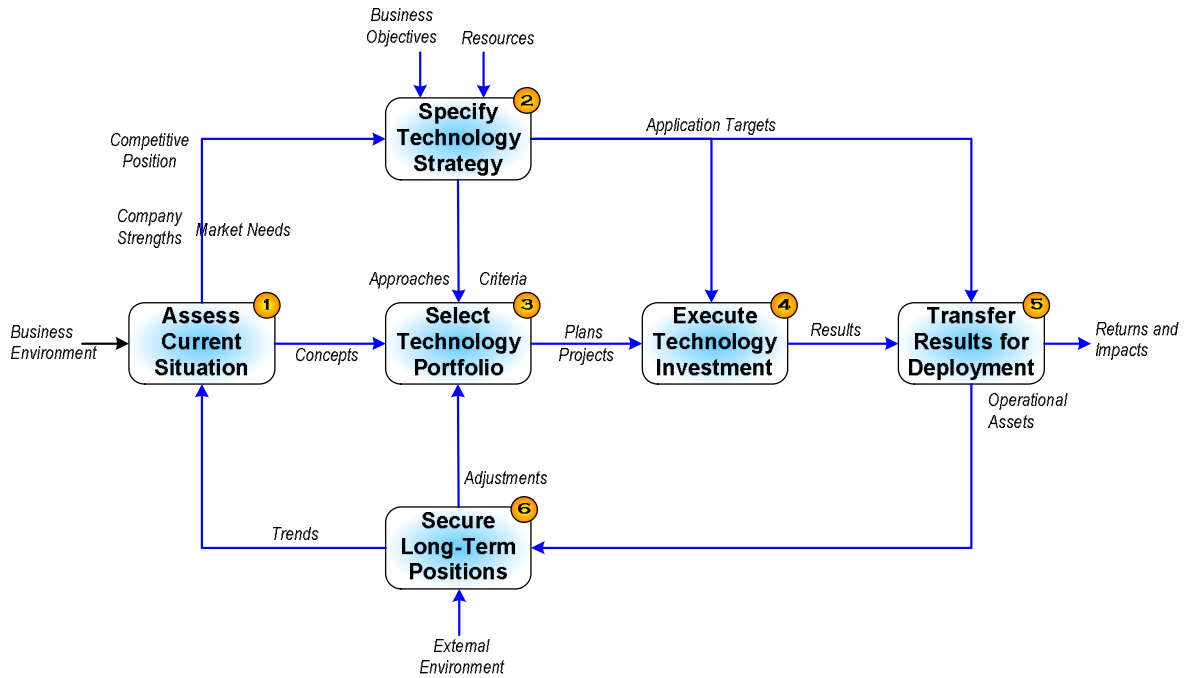 Business
Objectives
Resources
2
Specify
Technology
Strategy
Application Targets
Competitive
Position
Company
Strengths
Market Needs
Approaches
Criteria
1
Assess
Current
Situation
3
Select
Technology
Portfolio
4
Execute
Technology
Investment
5
Transfer
Results for
Deployment
Business
Environment
Concepts
Plans
Projects
Results
Returns and
Impacts
Operational
Assets
Adjustments
6
Secure
Long-Term
Positions
Trends
External
Environment